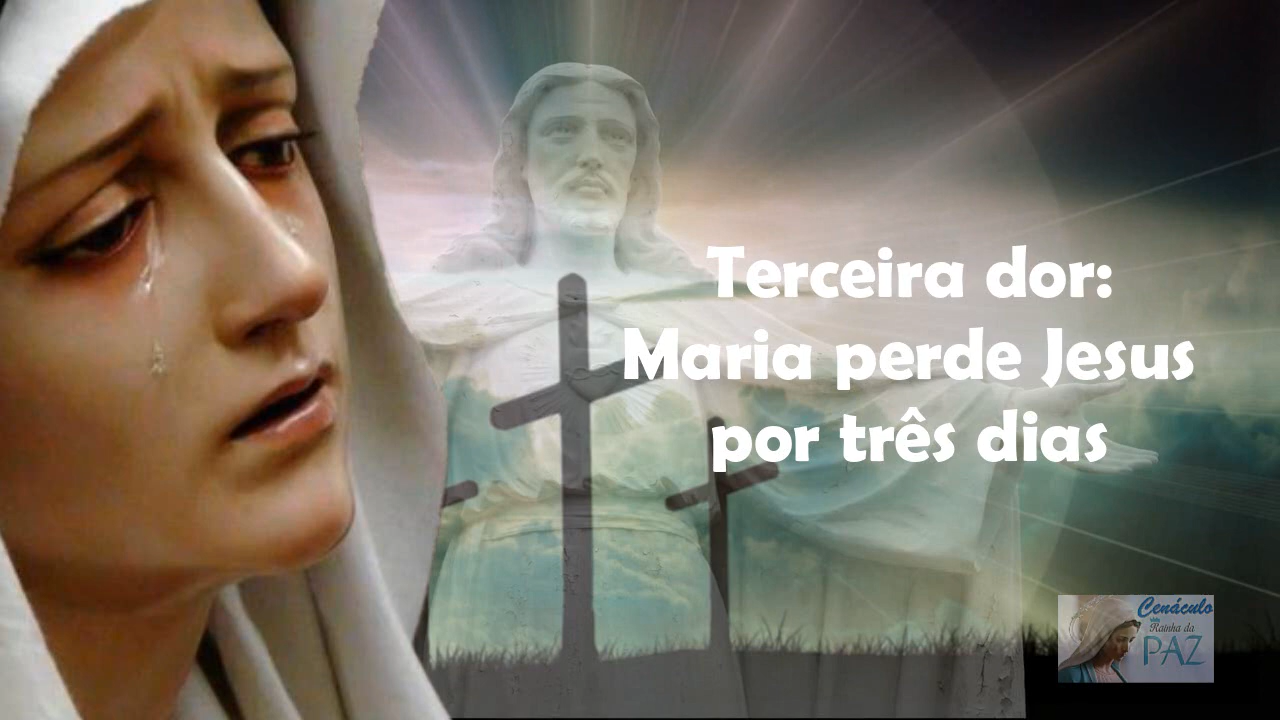 Terceira dor:
Maria perde Jesus
por três dias
Cenáculo
Rainha da
PAZ